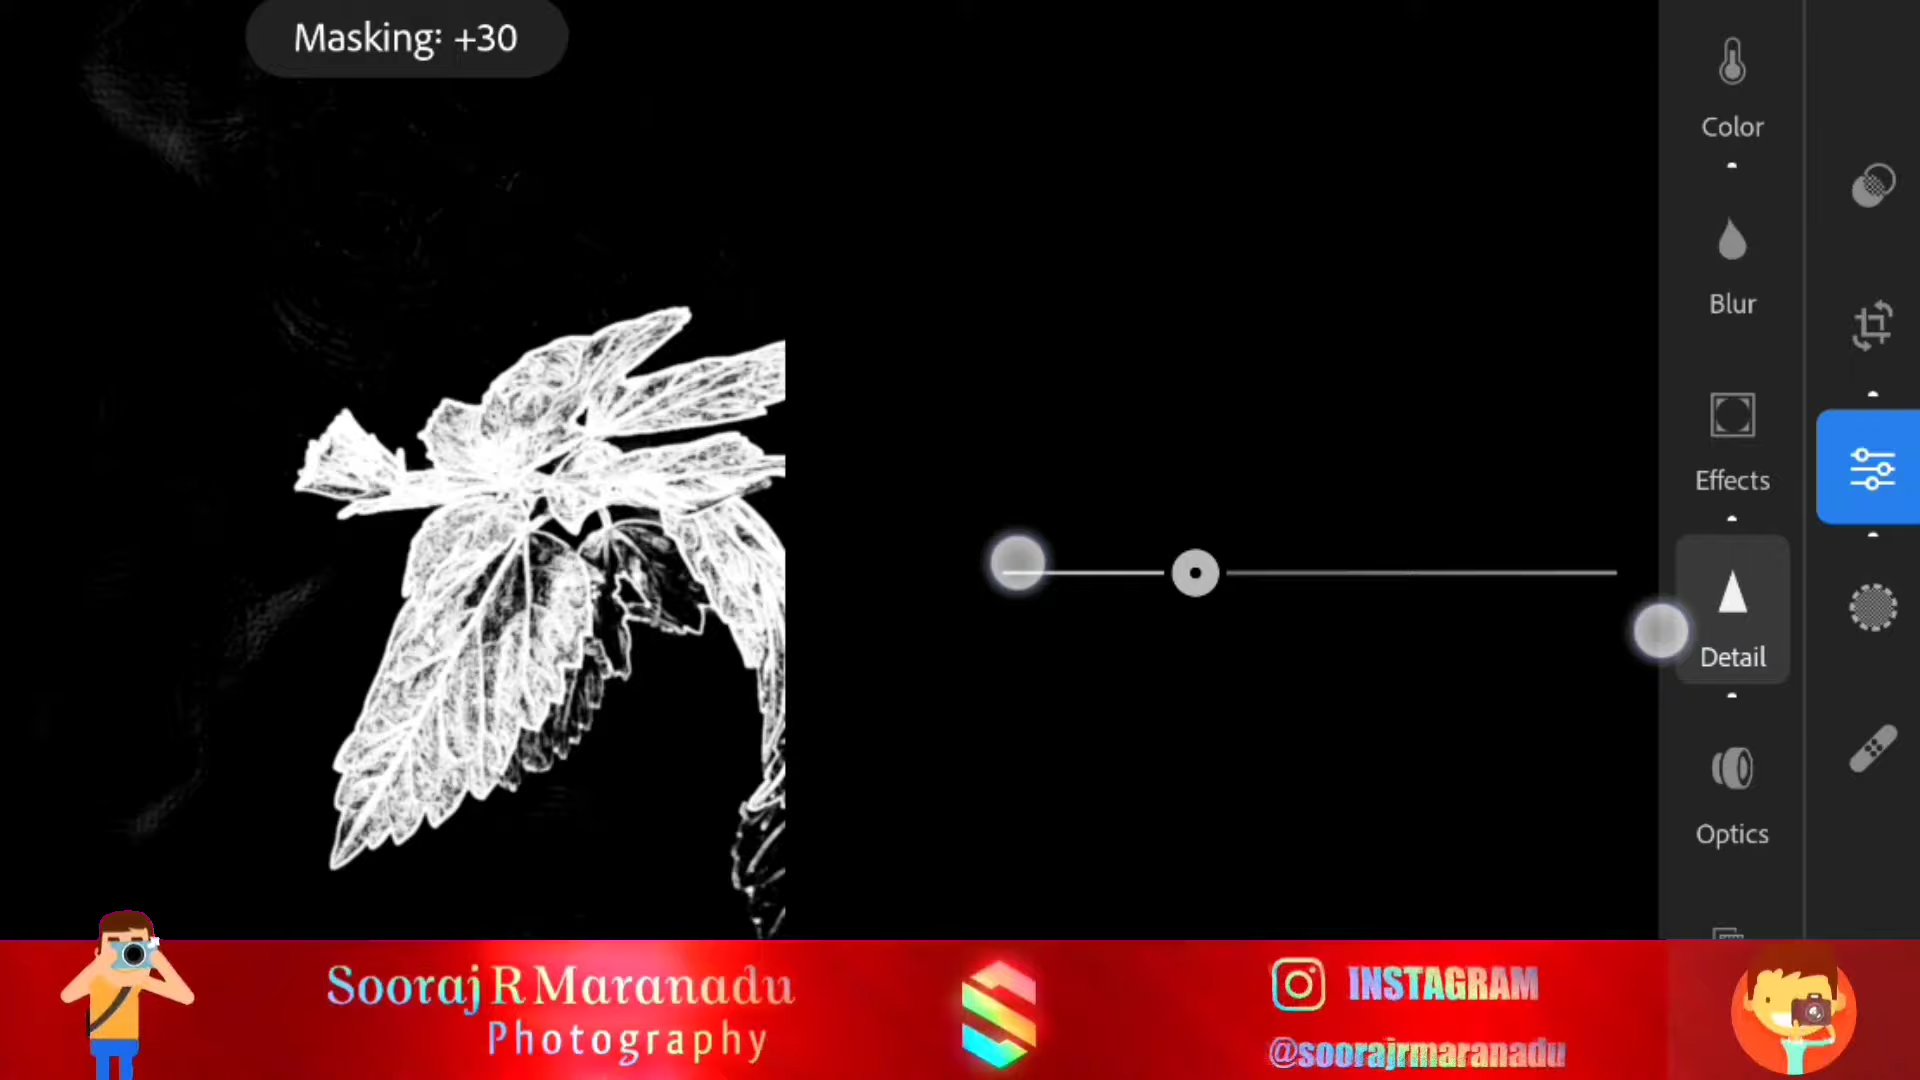 Masking: +30
Color
Blur
Effects
Detail
Optics
Sooraj R Maranadu
Photography
INSTAGRAM
@soorajrmaranadu